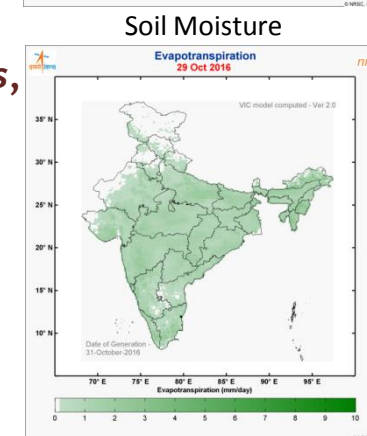 © NRSC,
Soil Moisture
s,
Evapotranspiration
29 Oct 2016
VIC model computed - Ver 2.0
35° N
30° N
25° N
20° N
15° N
10° N
Date of Generation -
31-October-2016
70° E 75° E 80° E 85° E 90° E 95° E
Evapotranspiration (mm/day)
0 1 2 3 4 5 6 7 8 9 10